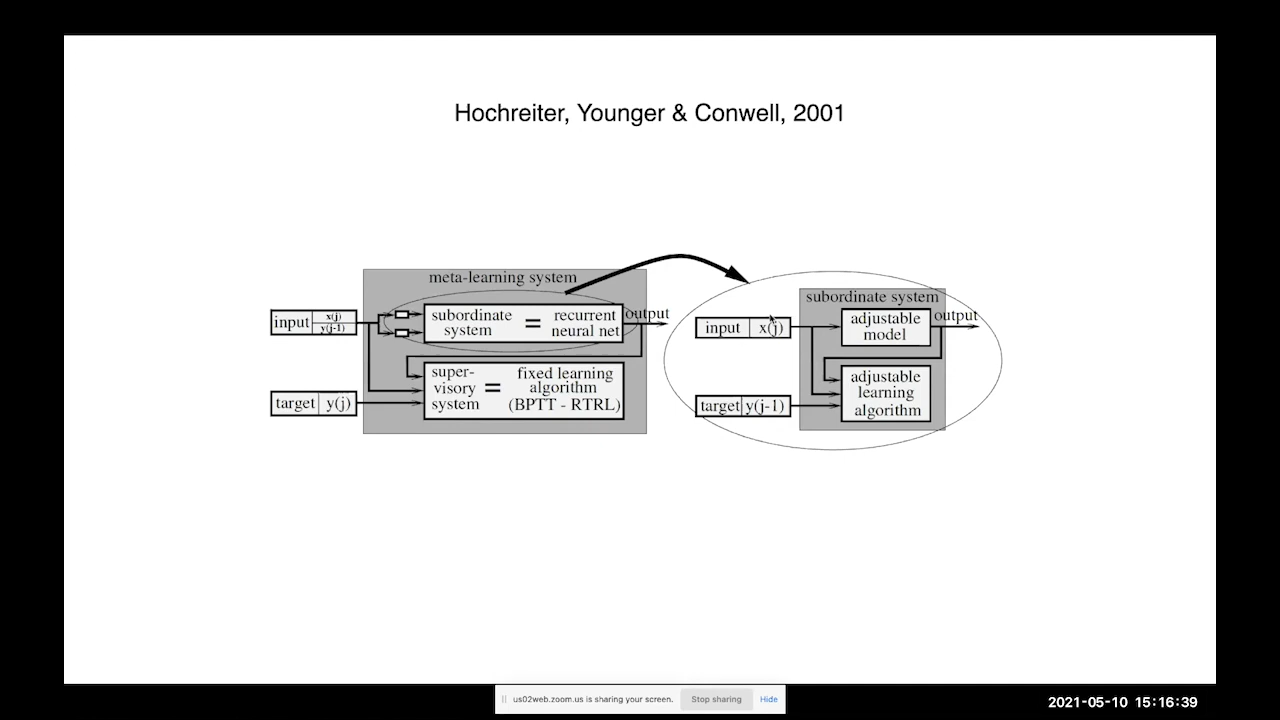 Hochreiter, Younger & Conwell, 2001
meta-learning system
input
x(j)
y(j-1)
subordinate
system
=
recurrent
neural net
output
super-
visory
system
=
fixed learning
algorithm
(BPTT - RTRL)
target
y(j)
subordinate system
input
x(j)
adjustable
model
output
adjustable
learning
algorithm
target
y(j-1)
us02web.zoom.us is sharing your screen.
Stop sharing
Hide
2021-05-10 15:16:39